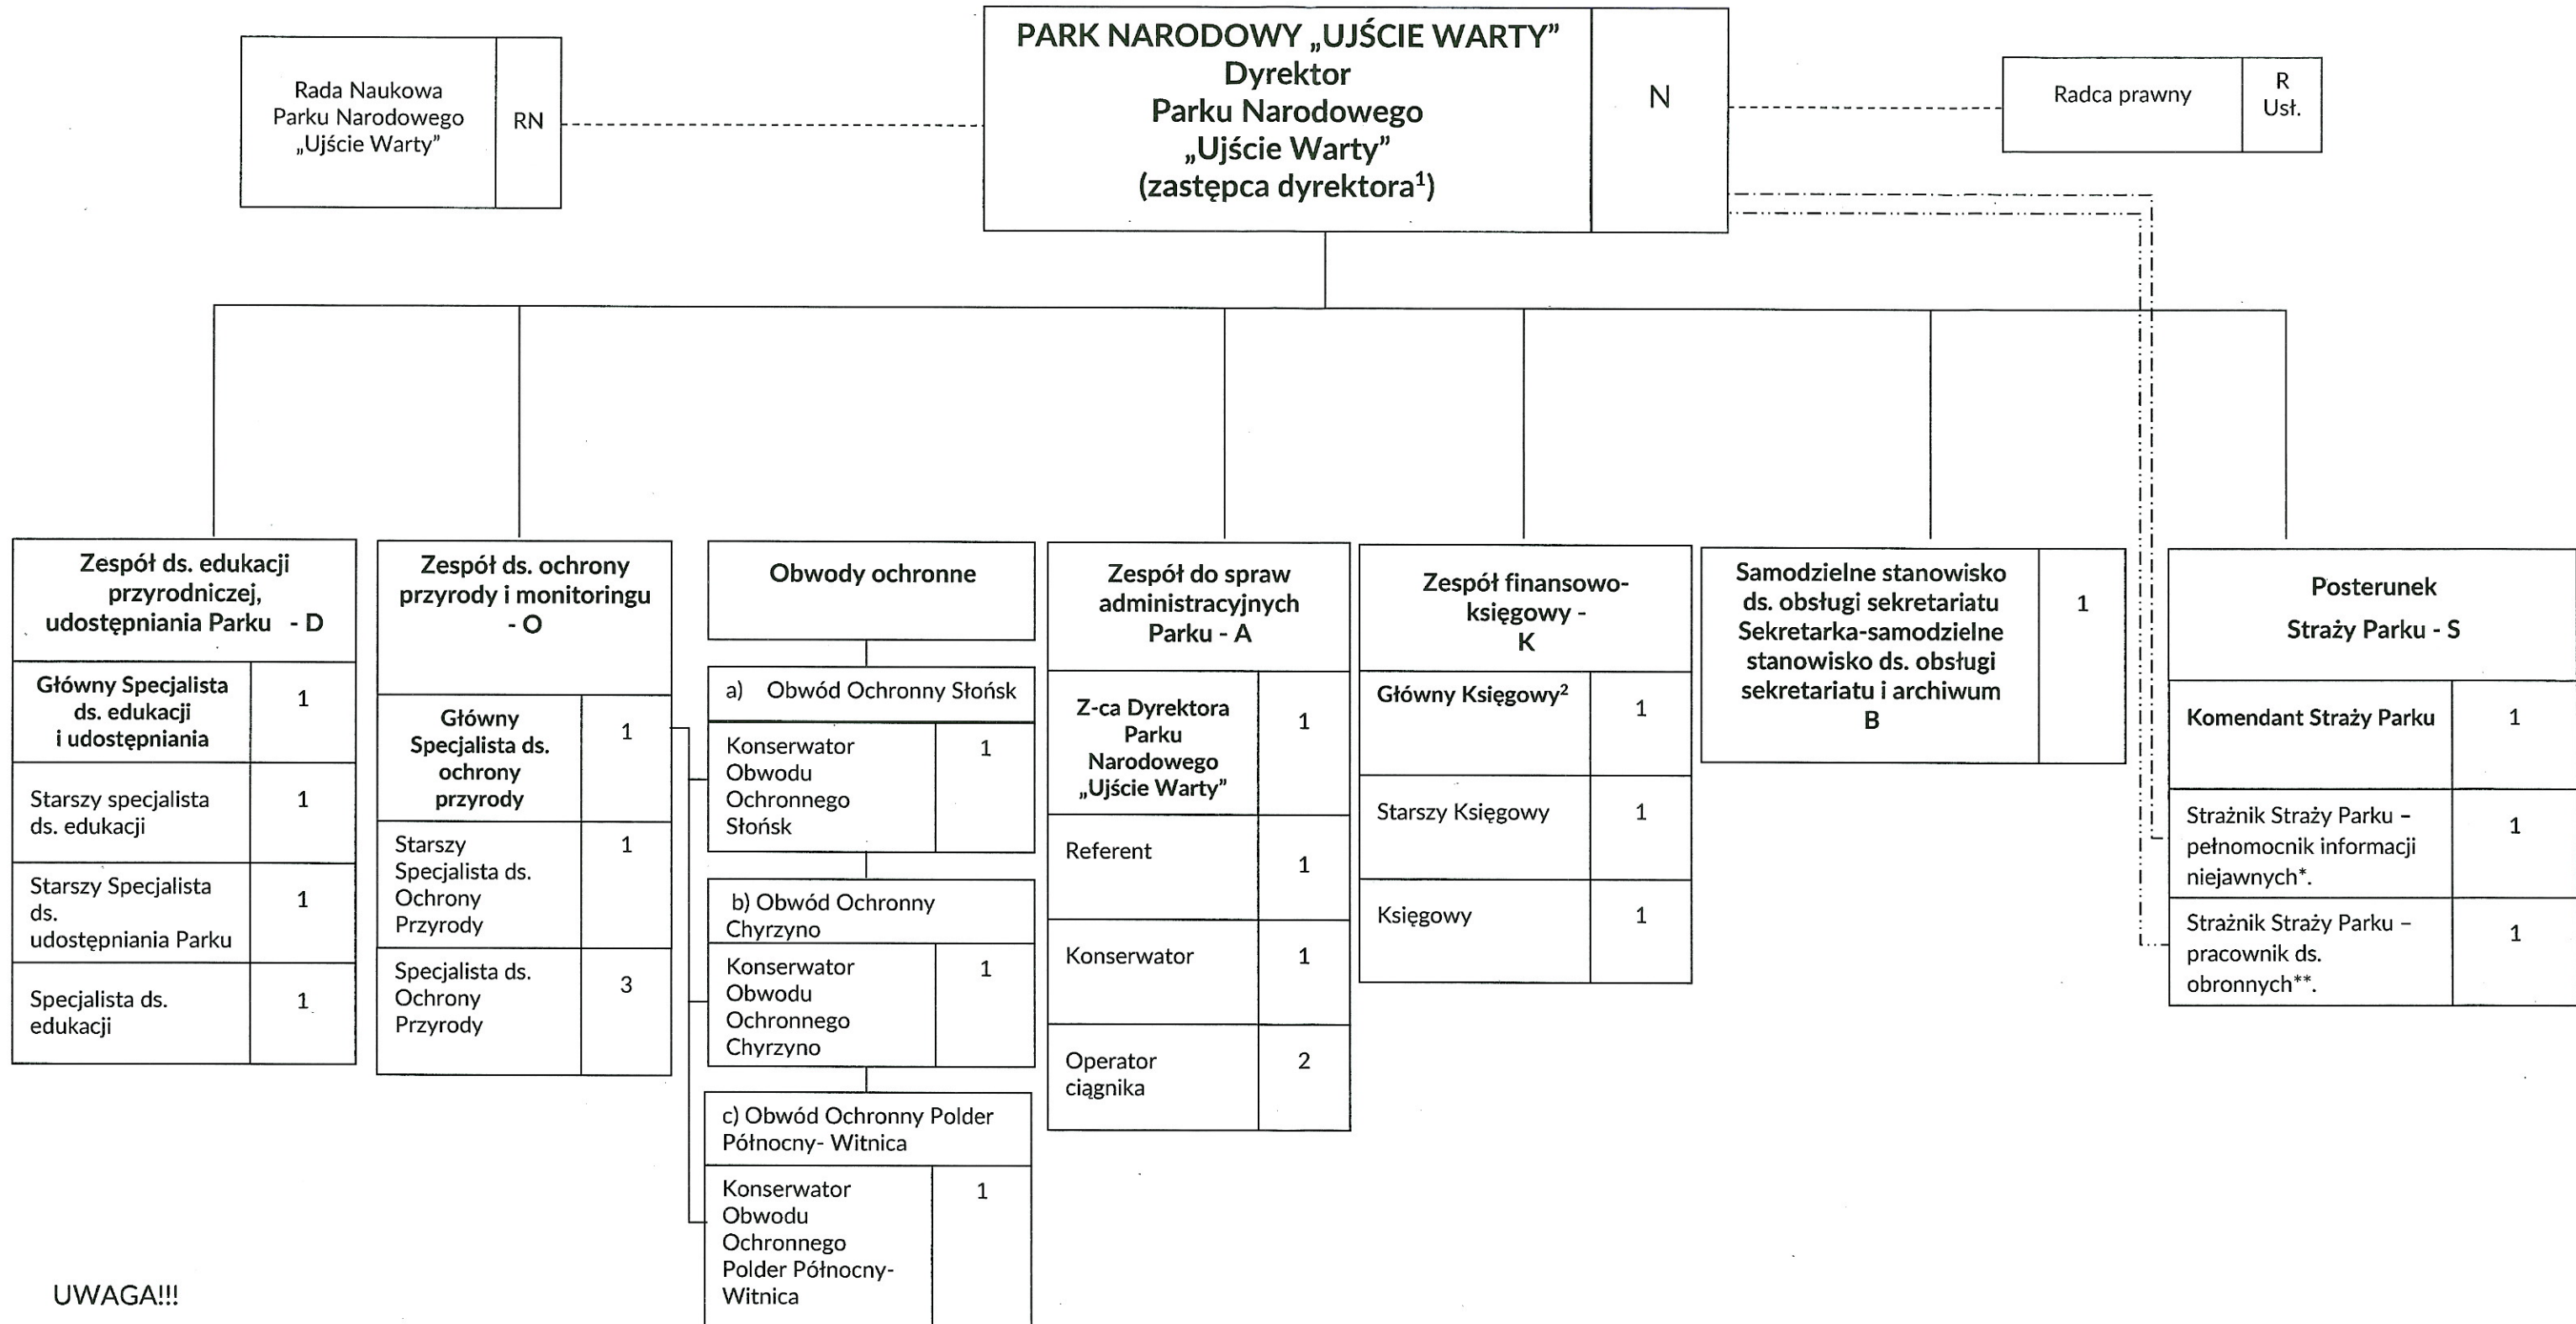 PARK NARODOWY „UJŚCIE WARTY”
Dyrektor
Parku Narodowego
„Ujście Warty”
(zastępca dyrektora¹)
N
Rada Naukowa
Parku Narodowego
„Ujście Warty”
RN
Radca prawny
R
Usł.
Zespół ds. edukacji
przyrodniczej,
udostępniania Parku - D
Główny Specjalista
ds. edukacji
i udostępniania
1
Starszy specjalista
ds. edukacji
1
Starszy Specjalista
ds.
udostępniania Parku
1
Specjalista ds.
edukacji
1
Zespół ds. ochrony
przyrody i monitoringu
- O
Główny
Specjalista ds.
ochrony
przyrody
1
Starszy
Specjalista ds.
Ochrony
Przyrody
1
Specjalista ds.
Ochrony
Przyrody
3
Obwody ochronne
a) Obwód Ochronny Słońsk
Konserwator
Obwodu
Ochronnego
Słońsk
1
b) Obwód Ochronny
Chyrzyno
Konserwator
Obwodu
Ochronnego
Chyrzyno
1
c) Obwód Ochronny Polder
Północny- Witnica
Konserwator
Obwodu
Ochronnego
Polder Północny-
Witnica
1
Zespół do spraw
administracyjnych
Parku - A
Z-ca Dyrektora
Parku
Narodowego
„Ujście Warty”
1
Referent
1
Konserwator
1
Operator
ciągnika
2
Zespół finansowo-
księgowy -
K
Główny Księgowy²
1
Starszy Księgowy
1
Księgowy
1
Samodzielne stanowisko
ds. obsługi sekretariatu
Sekretarka-samodzielne
stanowisko ds. obsługi
sekretariatu i archiwum
B
1
Posterunek
Straży Parku - S
Komendant Straży Parku
1
Strażnik Straży Parku –
pełnomocnik informacji
niejawnych*.
1
Strażnik Straży Parku –
pracownik ds.
obronnych**.
1
UWAGA!!!